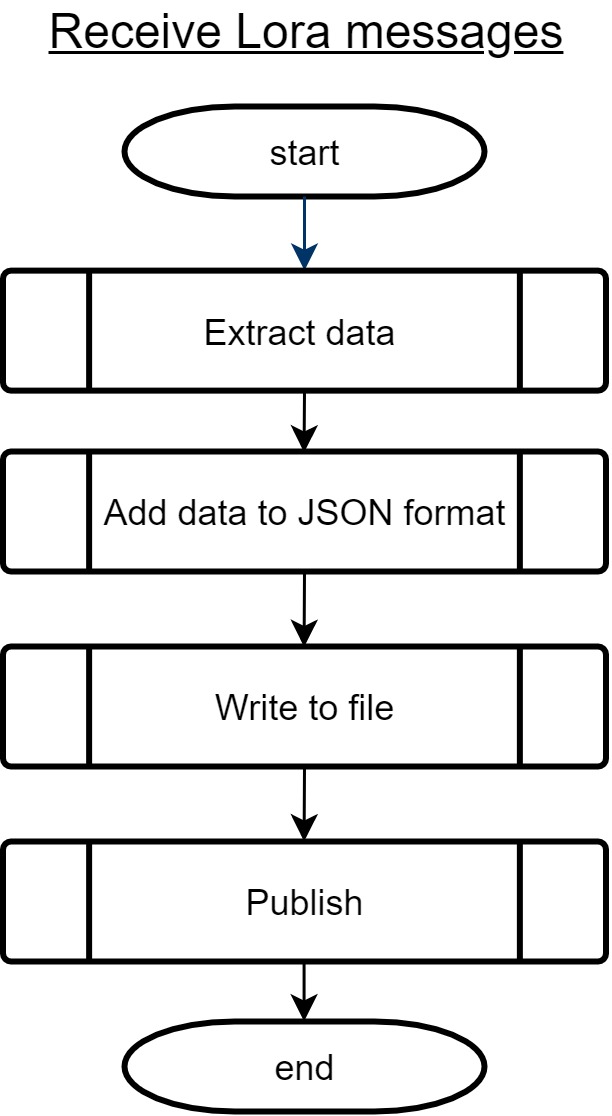 Receive Lora messages
start
Extract data
Add data to JSON format
Write to file
Publish
end